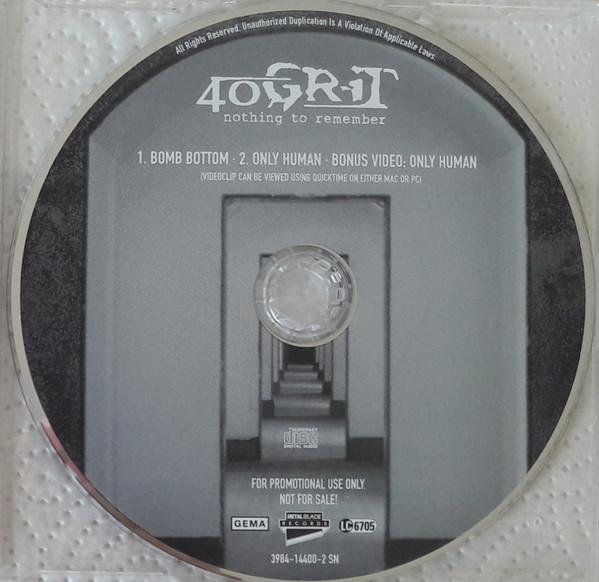 All Rights Reserved. Unauthorized Duplication Is A Violation Of Applicable Laws.
40GRiT
nothing to remember
1. BOMB BOTTOM · 2. ONLY HUMAN · BONUS VIDEO: ONLY HUMAN
(VIDEOCLIP CAN BE VIEWED USING QUICKTIME ON EITHER MAC OR PC)
COMPACT
disc
DIGITAL AUDIO
FOR PROMOTIONAL USE ONLY.
NOT FOR SALE!
GEMA METAL BLADE RECORDS LC 6705
3984-14400-2 SN